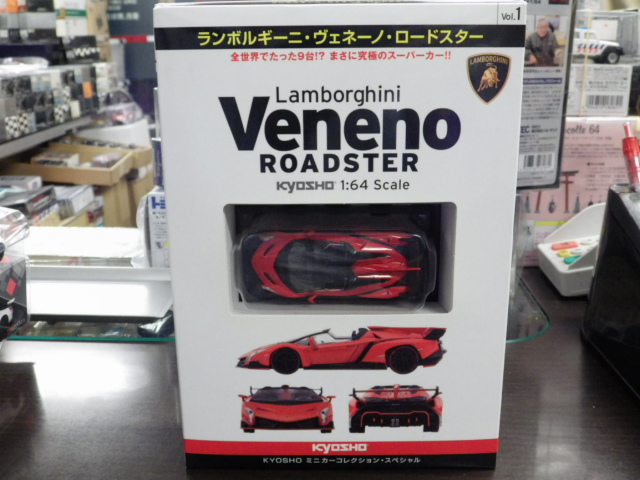 Vol.1
ランボルギーニ・ヴェネーノ・ロードスター
全世界でたった9台!? まさに究極のスーパーカー!!
Lamborghini
Veneno
ROADSTER
KYOSHO 1:64 Scale
KYOSHO
KYOSHO ミニカーコレクション・スペシャル